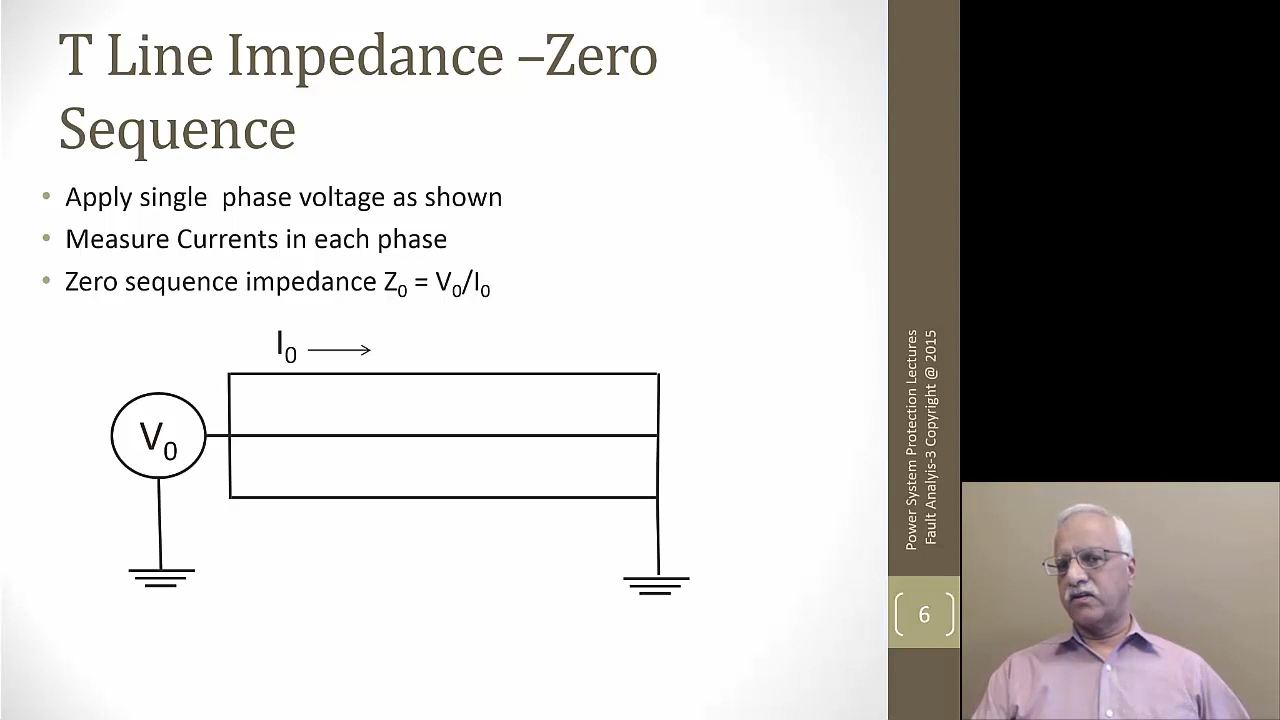 T Line Impedance –Zero
Sequence
• Apply single phase voltage as shown
• Measure Currents in each phase
• Zero sequence impedance Z₀ = V₀/I₀
I₀
V₀
Power System Protection Lectures
Fault Analyis-3 Copyright @ 2015
6